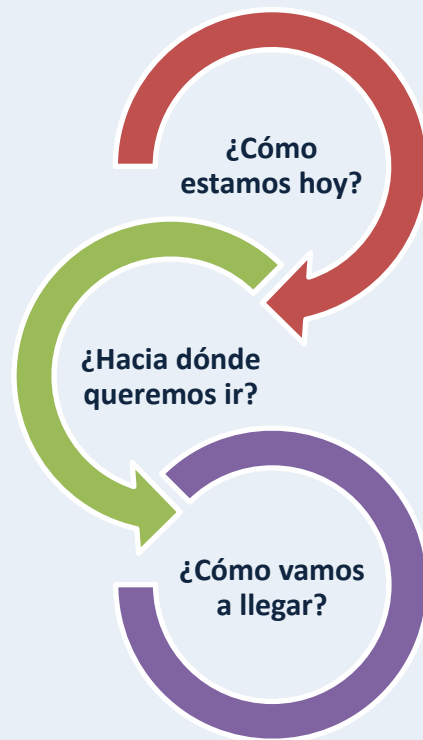 ¿Cómo
estamos hoy?
¿Hacia dónde
queremos ir?
¿Cómo vamos
a llegar?